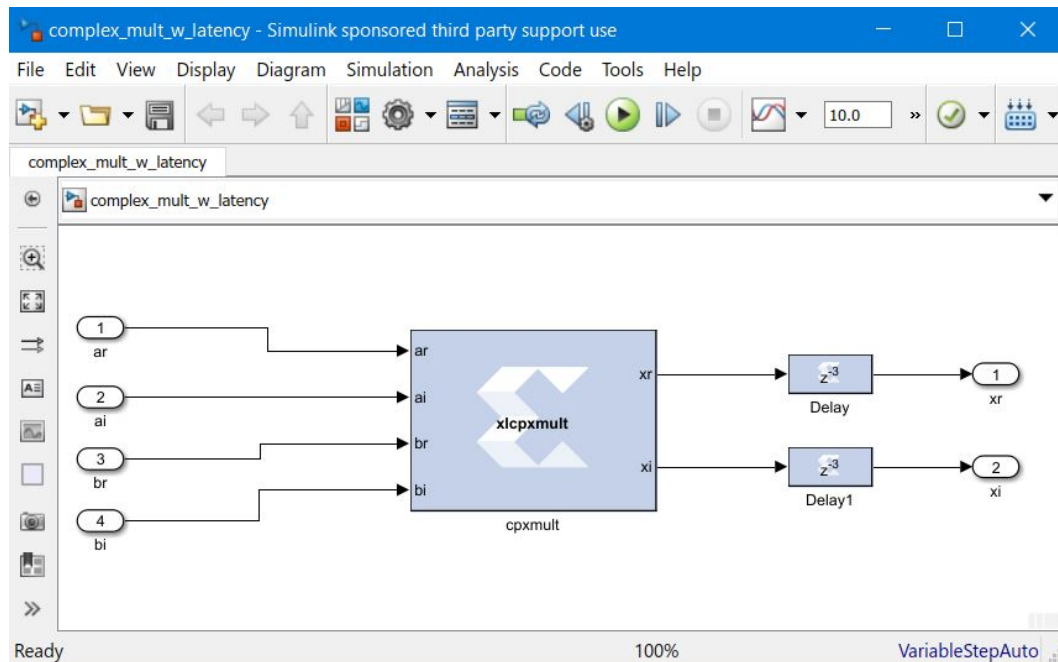 complex_mult_w_latency - Simulink sponsored third party support use
File Edit View Display Diagram Simulation Analysis Code Tools Help
10.0 »
complex_mult_w_latency
complex_mult_w_latency
1
ar
2
ai
3
br
4
bi
ar
ai
br
bi
xlcpxmult
xr
xi
cpxmult
z-3
Delay
z-3
Delay1
1
xr
2
xi
Ready 100% VariableStepAuto